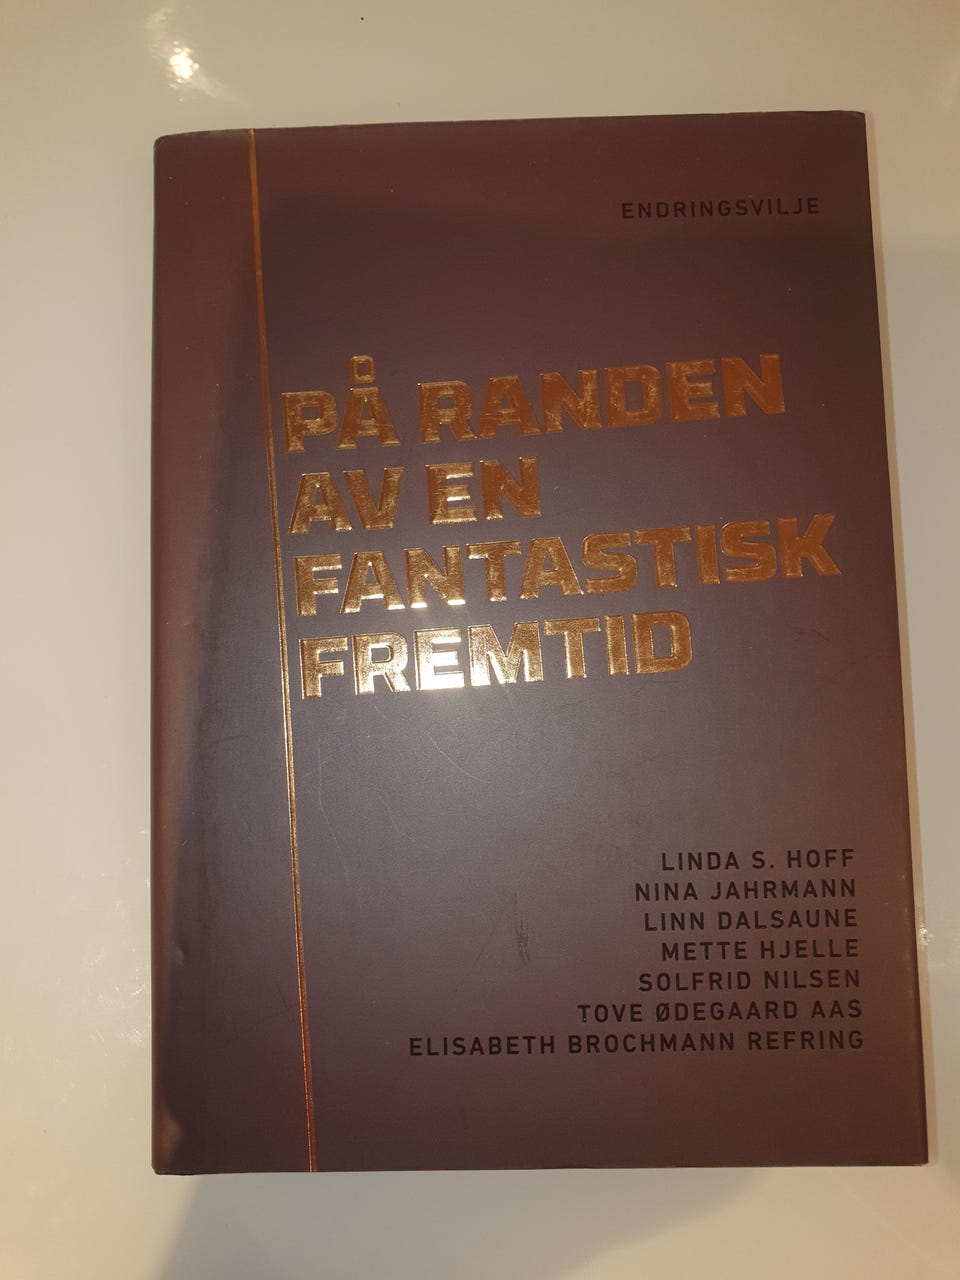 ENDRINGSVILJE
PÅ RANDEN
AV EN
FANTASTISK
FREMTID
LINDA S. HOFF
NINA JAHRMANN
LINN DALSAUNE
METTE HJELLE
SOLFRID NILSEN
TOVE ØDEGAARD AAS
ELISABETH BROCHMANN REFRING